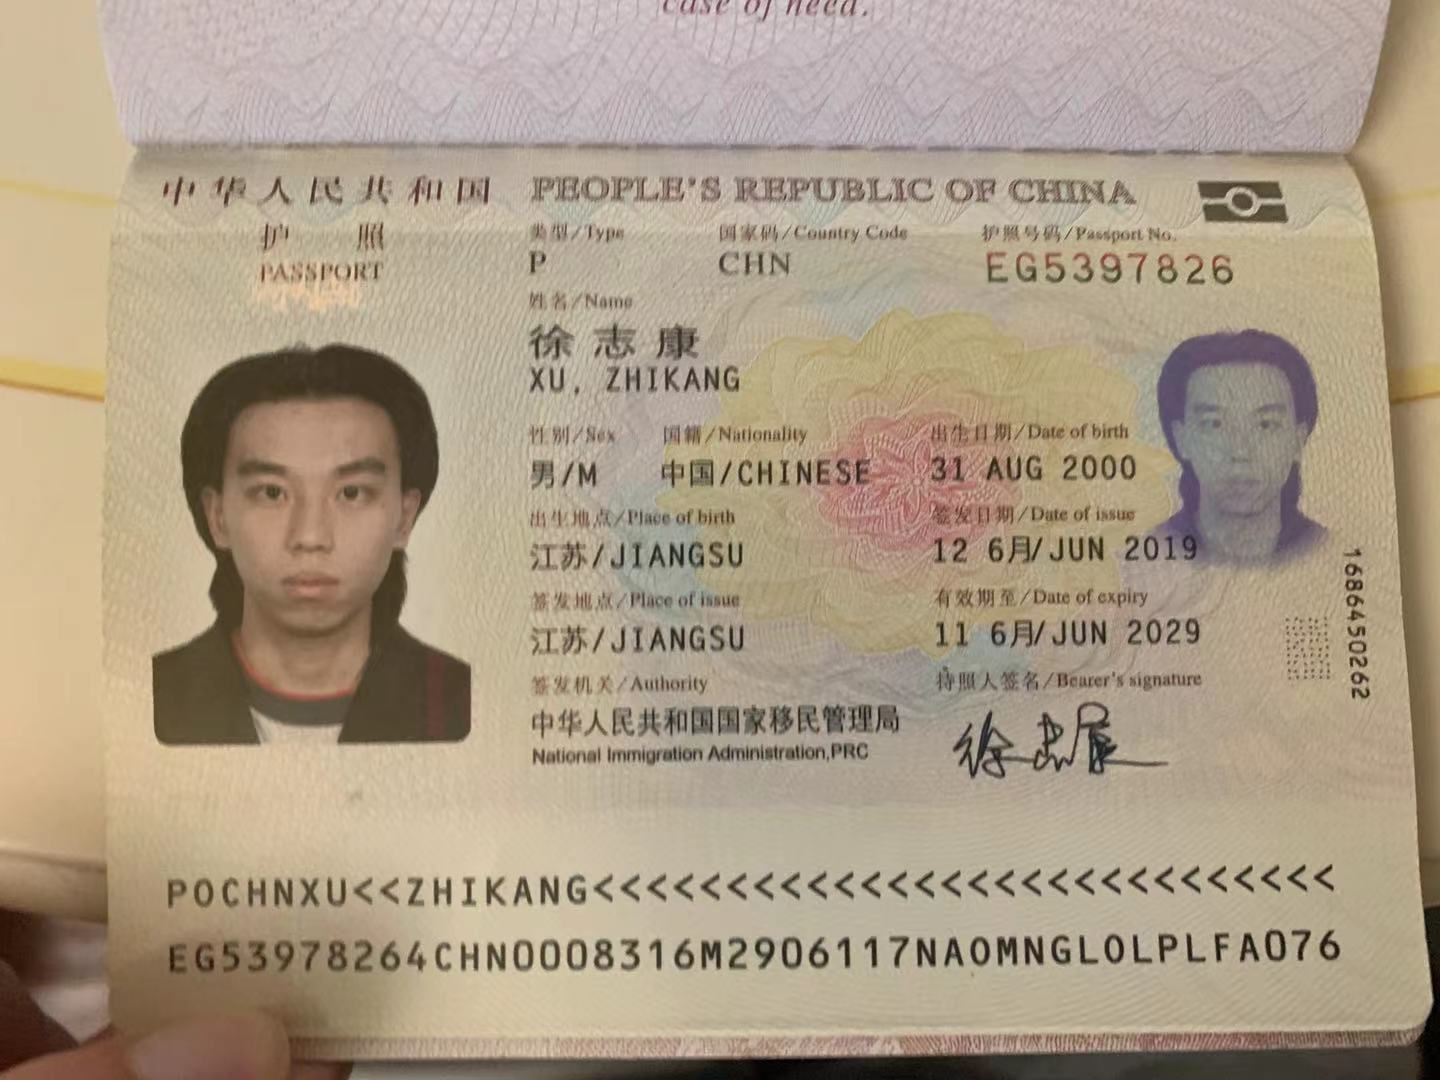 case of need.
中华人民共和国 PEOPLE'S REPUBLIC OF CHINA
护照 类型/Type 国家码/Country Code 护照号码/Passport No.
PASSPORT P CHN EG5397826
姓名/Name
徐志康
XU, ZHIKANG
性别/Sex 国籍/Nationality 出生日期/Date of birth
男/M 中国/CHINESE 31 AUG 2000
出生地点/Place of birth 签发日期/Date of issue
江苏/JIANGSU 12 6月/JUN 2019
签发地点/Place of issue 有效期至/Date of expiry
江苏/JIANGSU 11 6月/JUN 2029
签发机关/Authority 持照人签名/Bearer's signature
中华人民共和国国家移民管理局 徐志康
National Immigration Administration,PRC
1686450262
POCHNXU<<ZHIKANG<<<<<<<<<<<<<<<<<<<<<<<<<<<<
EG53978264CHN0008316M2906117NAOMNGLOLPLFA076